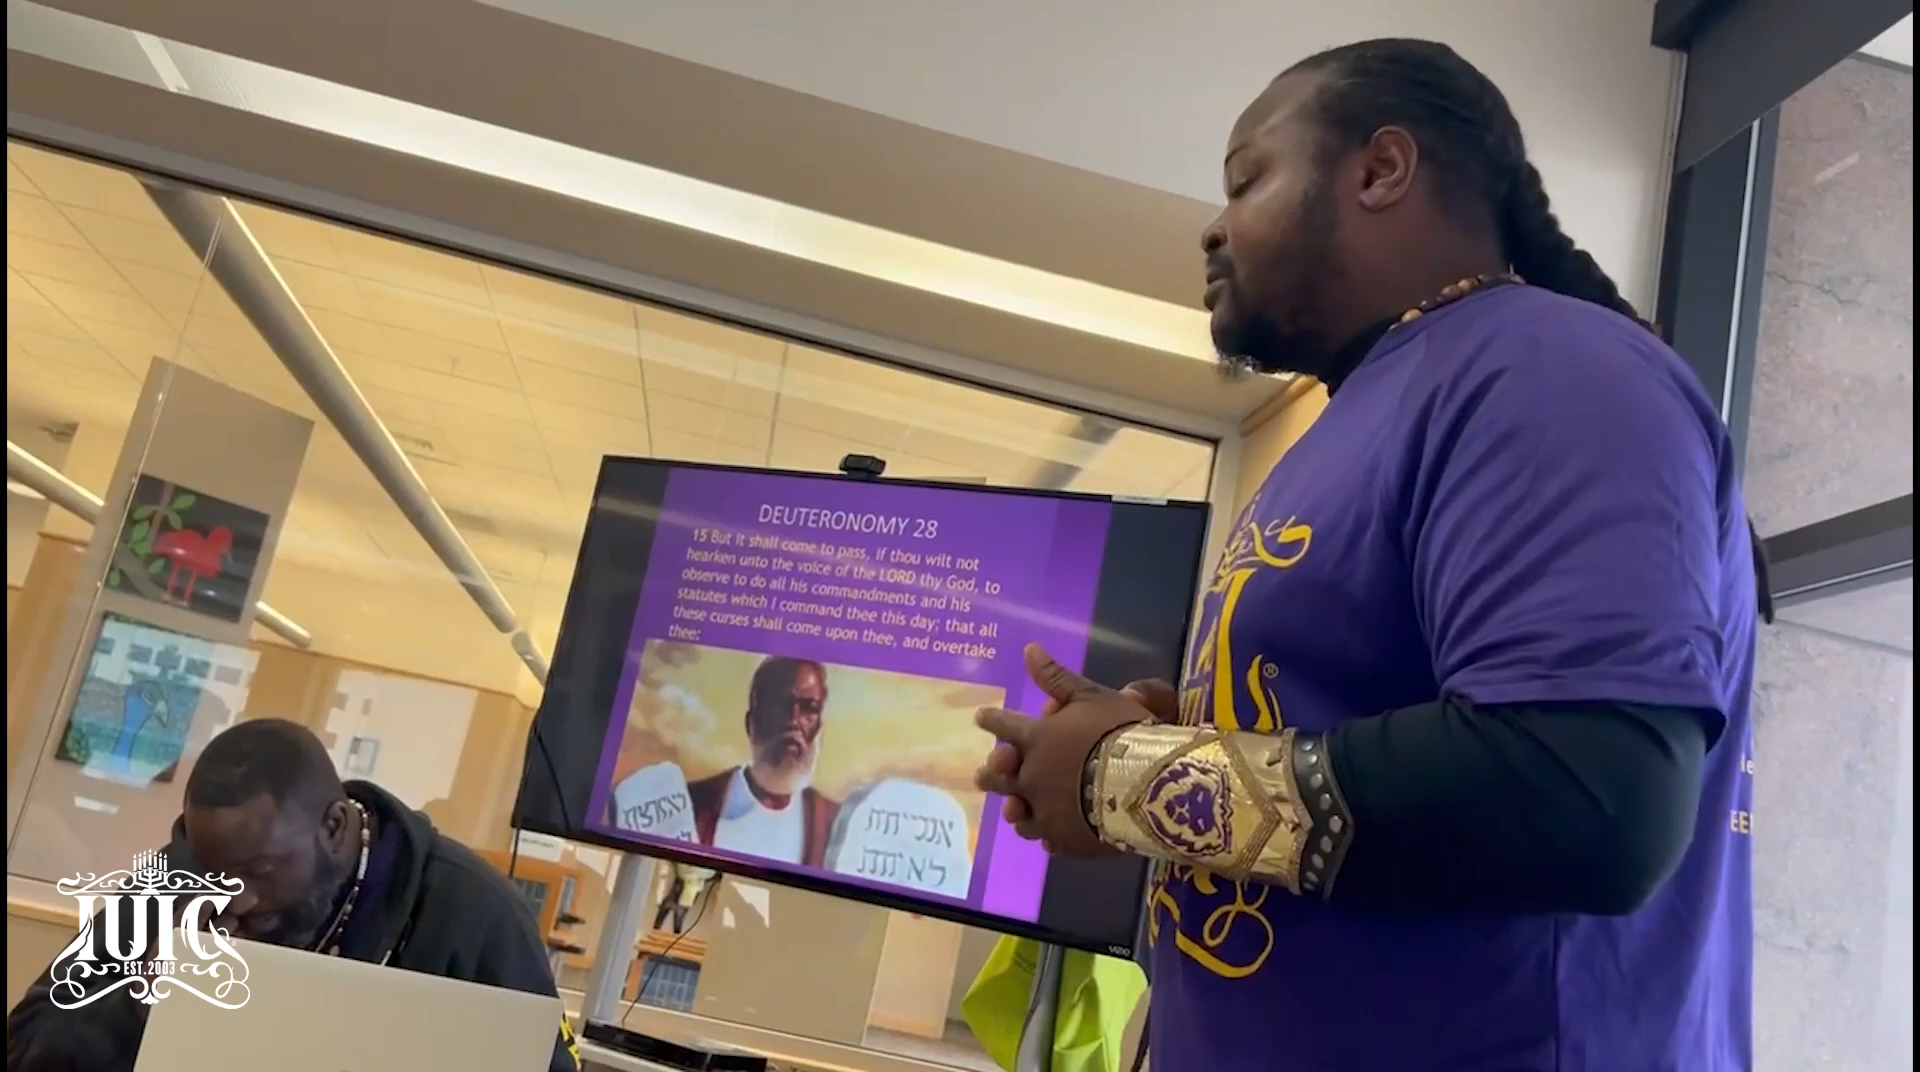 DEUTERONOMY 28
15 But it shall come to pass, if thou wilt not
hearken unto the voice of the LORD thy God, to
observe to do all his commandments and his
statutes which I command thee this day; that all
these curses shall come upon thee, and overtake
thee:
VIZIO
IUIC
EST. 2003
®